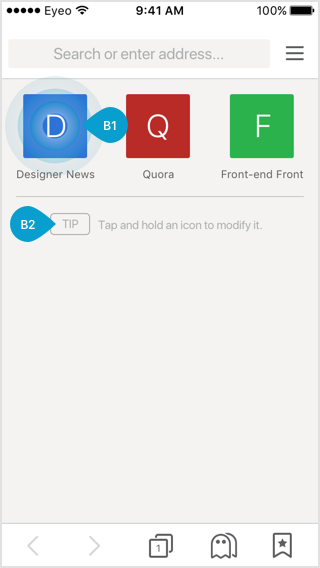 Eyeo 9:41 AM 100%
Search or enter address...
D Q F
B1
Designer News Quora Front-end Front
B2 TIP Tap and hold an icon to modify it.
1